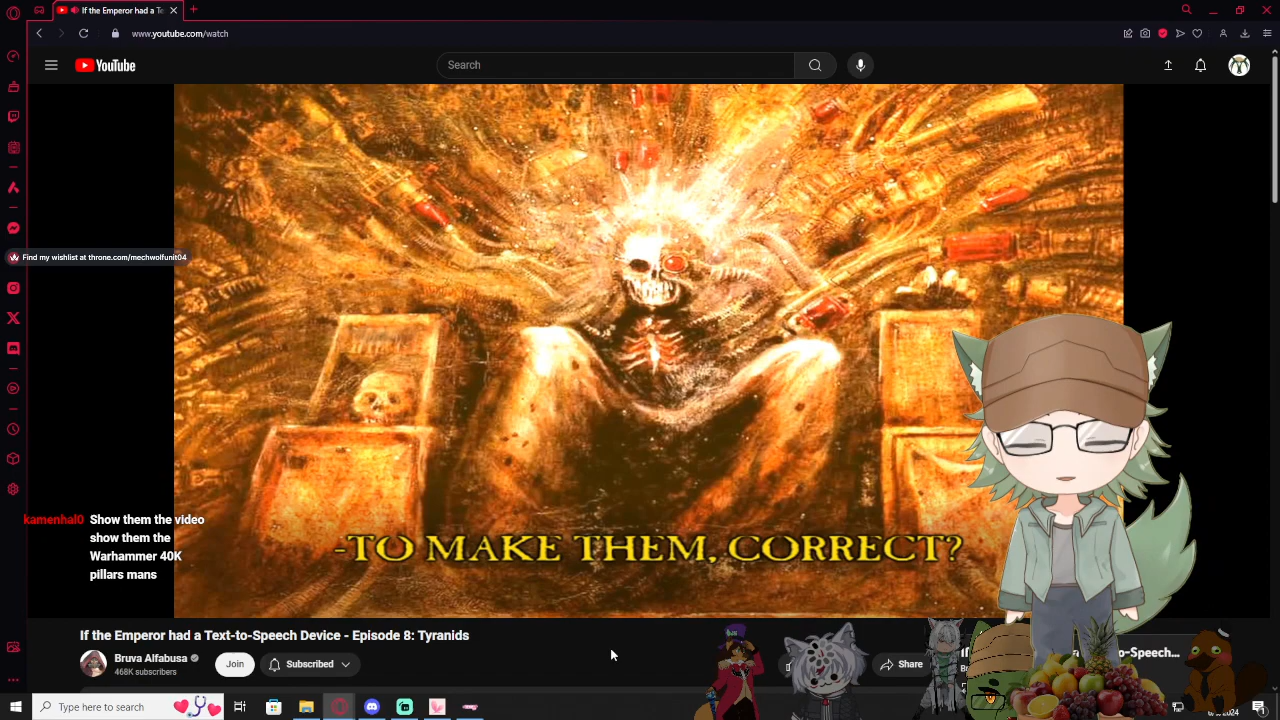 If the Emperor had a Te
www.youtube.com/watch
YouTube
Search
Find my wishlist at throne.com/mechwolfunit04
kamenhal0 Show them the video
show them the
Warhammer 40K
pillars mans
-TO MAKE THEM, CORRECT?
If the Emperor had a Text-to-Speech Device - Episode 8: Tyranids
Bruva Alfabusa
468K subscribers
Join
Subscribed
Share
Type here to search